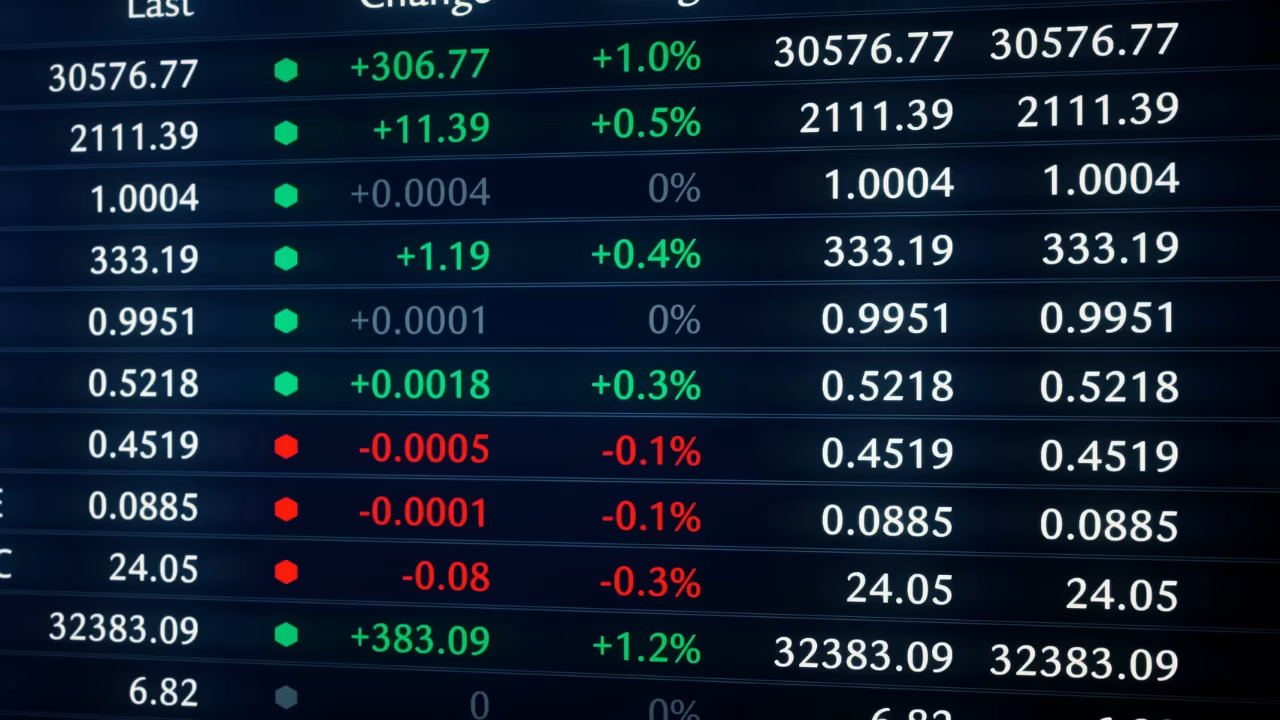 Last Change
30576.77 +306.77 +1.0% 30576.77 30576.77
2111.39 +11.39 +0.5% 2111.39 2111.39
1.0004 +0.0004 0% 1.0004 1.0004
333.19 +1.19 +0.4% 333.19 333.19
0.9951 +0.0001 0% 0.9951 0.9951
0.5218 +0.0018 +0.3% 0.5218 0.5218
0.4519 -0.0005 -0.1% 0.4519 0.4519
E 0.0885 -0.0001 -0.1% 0.0885 0.0885
C 24.05 -0.08 -0.3% 24.05 24.05
32383.09 +383.09 +1.2% 32383.09 32383.09
6.82 0 0% 6.82